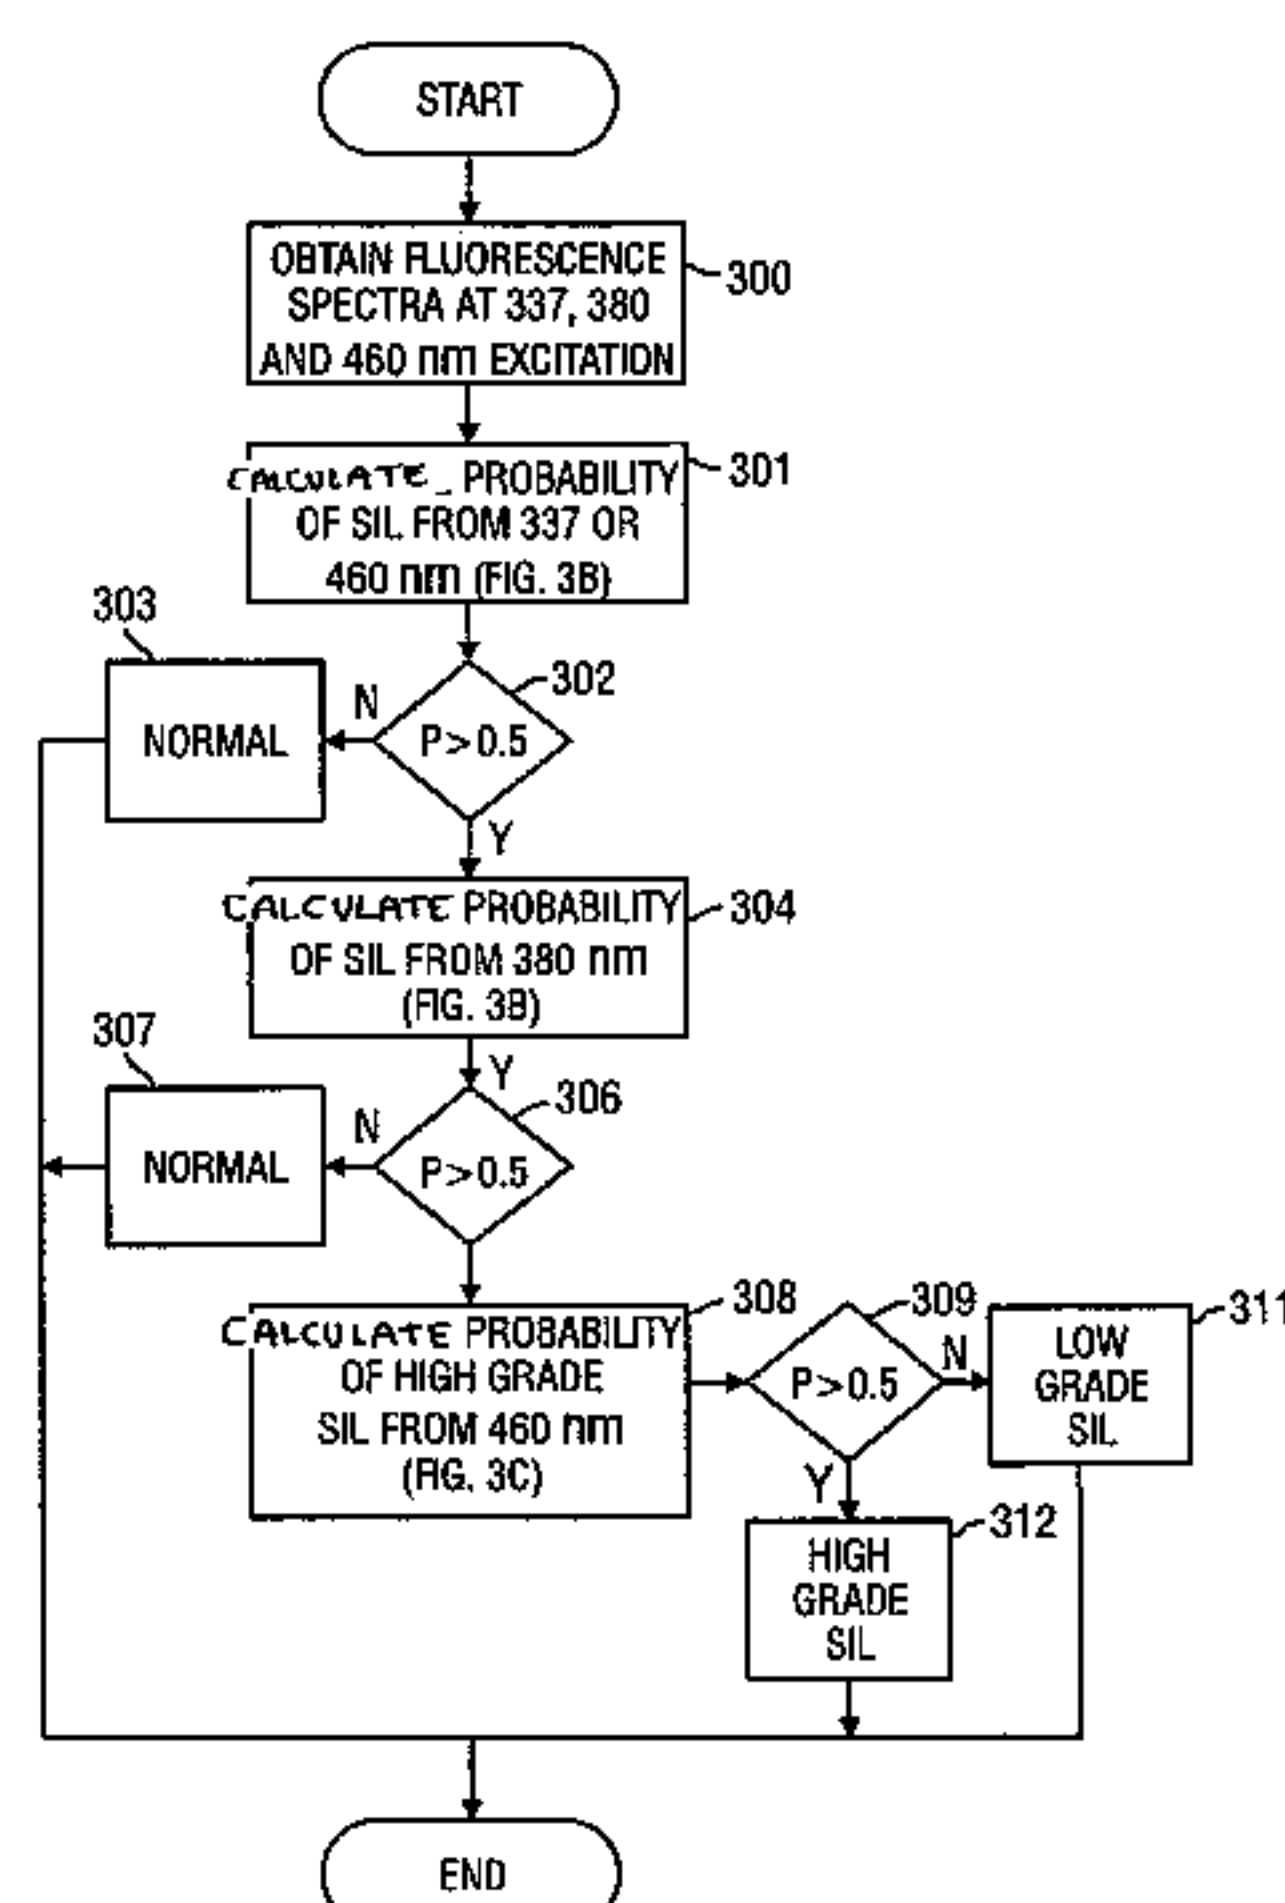 START
OBTAIN FLUORESCENCE
SPECTRA AT 337, 380
AND 460 nm EXCITATION
300
CALCULATE PROBABILITY
OF SIL FROM 337 OR
460 nm (FIG. 3B)
301
303
NORMAL
N
P>0.5
302
Y
CALCULATE PROBABILITY
OF SIL FROM 380 nm
(FIG. 3B)
304
307
NORMAL
Y
N
P>0.5
306
CALCULATE PROBABILITY
OF HIGH GRADE
SIL FROM 460 nm
(FIG. 3C)
308
P>0.5
309
N
LOW
GRADE
SIL
311
Y
HIGH
GRADE
SIL
312
END